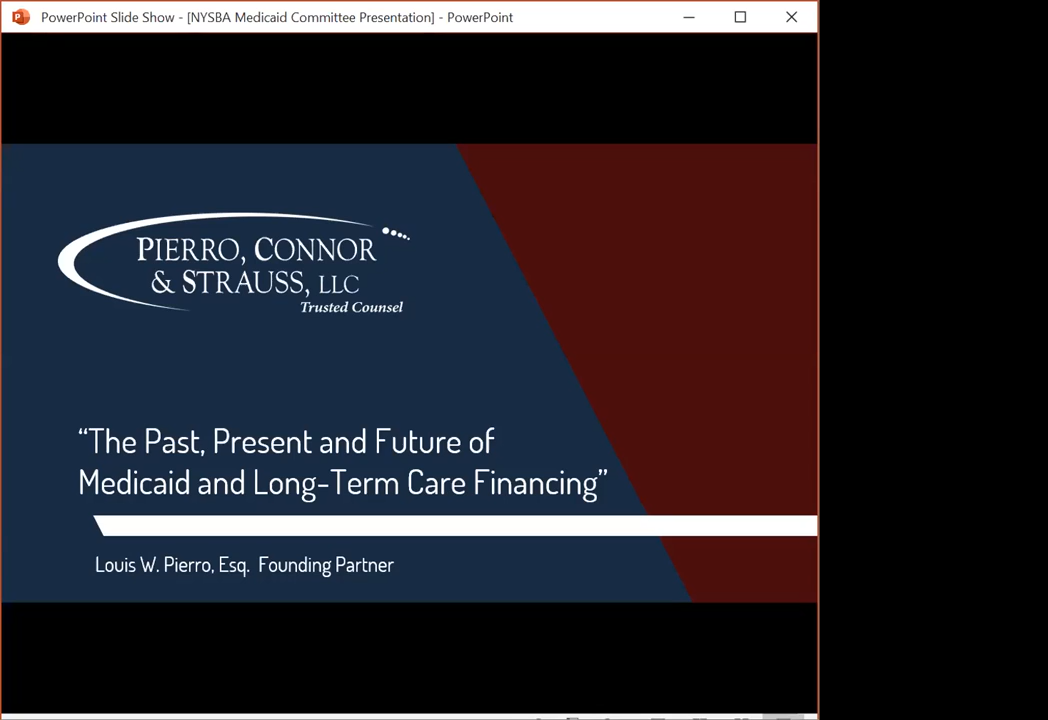 PowerPoint Slide Show - [NYSBA Medicaid Committee Presentation] - PowerPoint
PIERRO, CONNOR
& STRAUSS, LLC
Trusted Counsel
“The Past, Present and Future of
Medicaid and Long-Term Care Financing”
Louis W. Pierro, Esq. Founding Partner